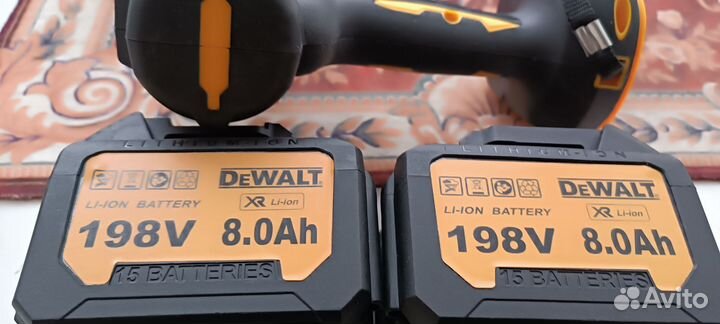 LITHIUM-ION
DEWALT
LI-ION BATTERY
XR Li-ion
198V 8.0Ah
15 BATTERIES
LITHIUM-ION
DEWALT
LI-ION BATTERY
XR Li-ion
198V 8.0Ah
15 BATTERIES
Avito